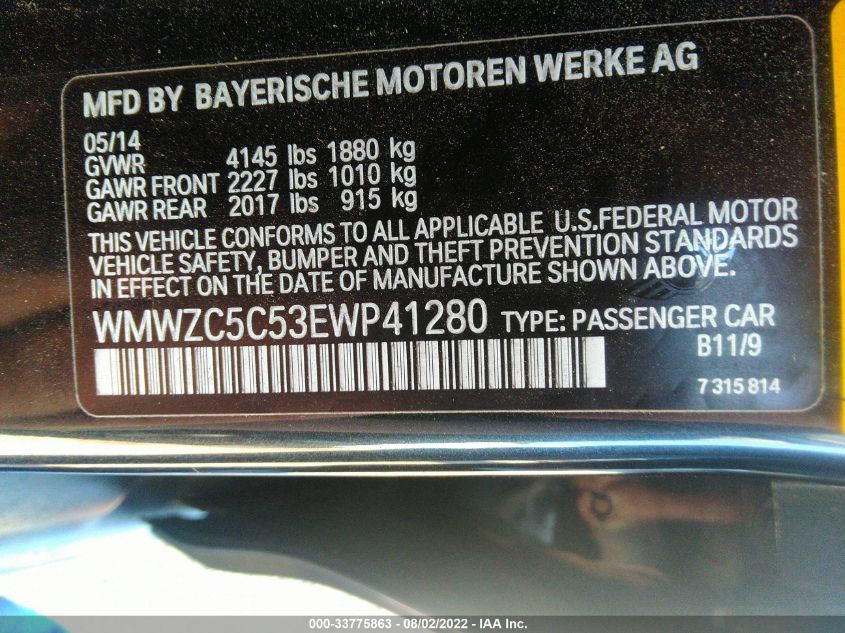 MFD BY BAYERISCHE MOTOREN WERKE AG
05/14
GVWR 4145 lbs 1880 kg
GAWR FRONT 2227 lbs 1010 kg
GAWR REAR 2017 lbs 915 kg
THIS VEHICLE CONFORMS TO ALL APPLICABLE U.S.FEDERAL MOTOR
VEHICLE SAFETY, BUMPER AND THEFT PREVENTION STANDARDS
IN EFFECT ON THE DATE OF MANUFACTURE SHOWN ABOVE.
WMWZC5C53EWP41280 TYPE: PASSENGER CAR
B11/9
7 315 814
000-33775863 - 08/02/2022 - IAA Inc.